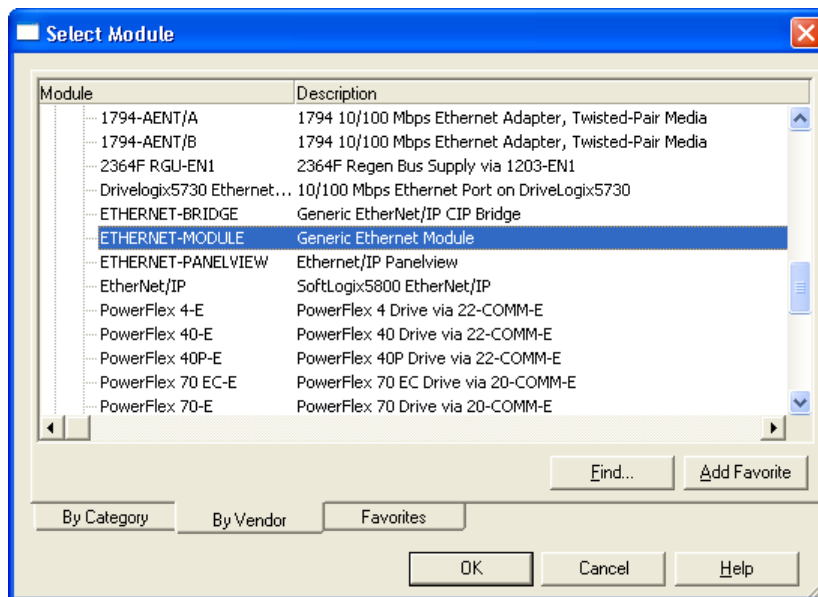 Select Module
Module Description
1794-AENT/A 1794 10/100 Mbps Ethernet Adapter, Twisted-Pair Media
1794-AENT/B 1794 10/100 Mbps Ethernet Adapter, Twisted-Pair Media
2364F RGU-EN1 2364F Regen Bus Supply via 1203-EN1
Drivelogix5730 Ethernet... 10/100 Mbps Ethernet Port on DriveLogix5730
ETHERNET-BRIDGE Generic EtherNet/IP CIP Bridge
ETHERNET-MODULE Generic Ethernet Module
ETHERNET-PANELVIEW Ethernet/IP Panelview
EtherNet/IP SoftLogix5800 EtherNet/IP
PowerFlex 4-E PowerFlex 4 Drive via 22-COMM-E
PowerFlex 40-E PowerFlex 40 Drive via 22-COMM-E
PowerFlex 40P-E PowerFlex 40P Drive via 22-COMM-E
PowerFlex 70 EC-E PowerFlex 70 EC Drive via 20-COMM-E
PowerFlex 70-E PowerFlex 70 Drive via 20-COMM-E
Find... Add Favorite
By Category By Vendor Favorites
OK Cancel Help